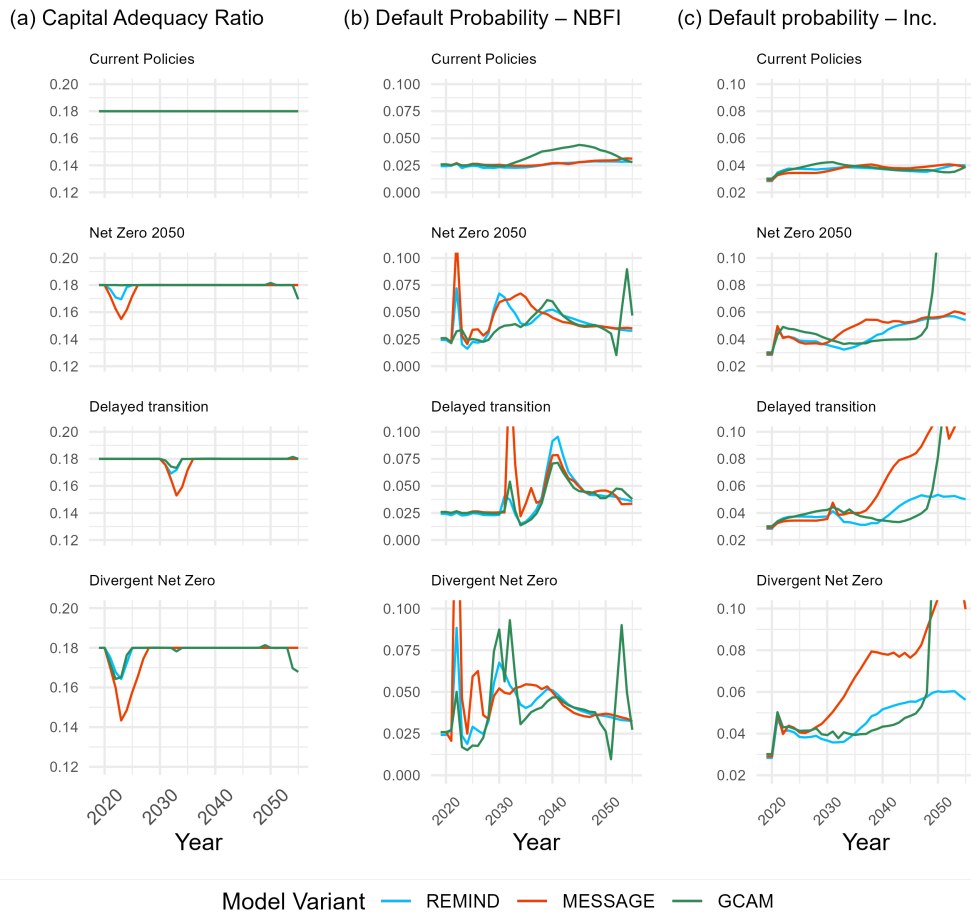 (a) Capital Adequacy Ratio
(b) Default Probability – NBFI
(c) Default probability – Inc.
Current Policies
Current Policies
Current Policies
0.20
0.18
0.16
0.14
0.12
0.100
0.075
0.050
0.025
0.000
0.10
0.08
0.06
0.04
0.02
Net Zero 2050
Net Zero 2050
Net Zero 2050
0.20
0.18
0.16
0.14
0.12
0.100
0.075
0.050
0.025
0.000
0.10
0.08
0.06
0.04
0.02
Delayed transition
Delayed transition
Delayed transition
0.20
0.18
0.16
0.14
0.12
0.100
0.075
0.050
0.025
0.000
0.10
0.08
0.06
0.04
0.02
Divergent Net Zero
Divergent Net Zero
Divergent Net Zero
0.20
0.18
0.16
0.14
0.12
0.100
0.075
0.050
0.025
0.000
0.10
0.08
0.06
0.04
0.02
2020 2030 2040 2050
2020 2030 2040 2050
2020 2030 2040 2050
Year
Year
Year
Model Variant REMIND MESSAGE GCAM